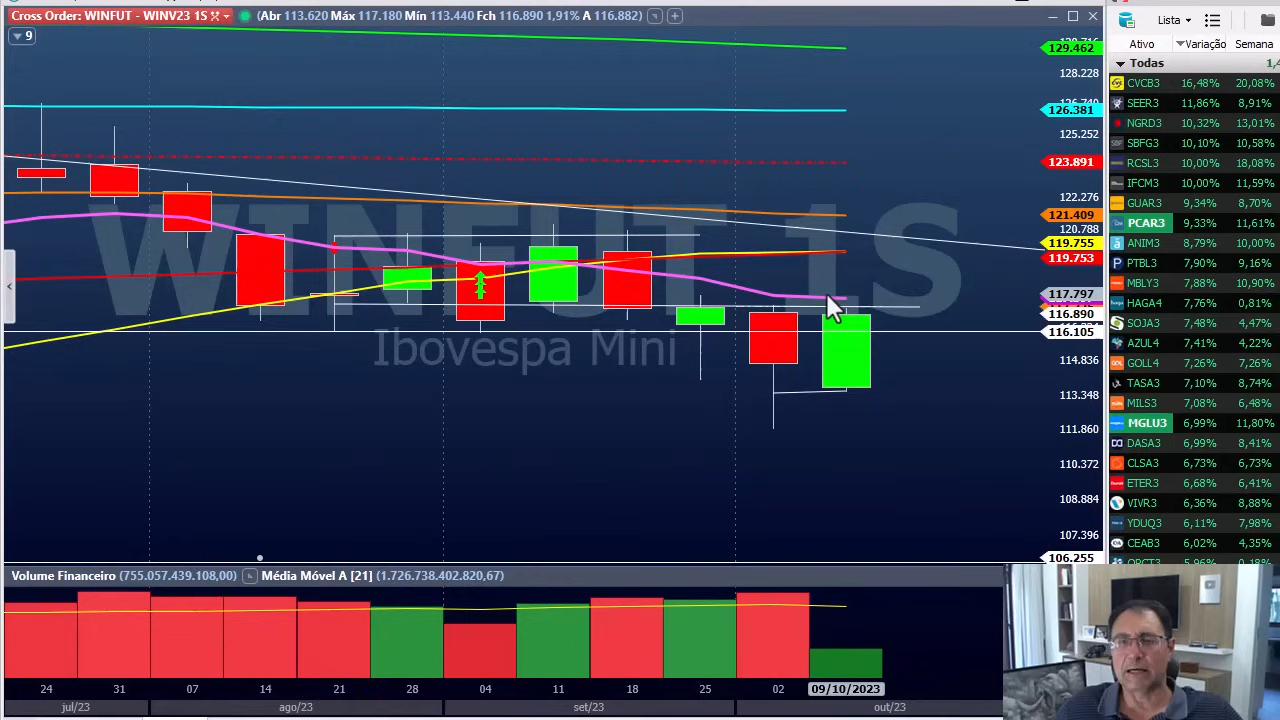 Cross Order: WINFUT - WINV23 1S (Abr 113.620 Máx 117.180 Min 113.440 Fch 116.890 1,91% A 116.882)
9
WINFUT 1S
Ibovespa Mini
129.462
128.228
126.381
125.252
123.891
122.276
121.409
120.788
119.755
119.753
117.797
116.890
116.105
114.836
113.348
111.860
110.372
108.884
107.396
106.255
Volume Financeiro (755.057.439.108,00) Média Móvel A [21] (1.726.738.402.820,67)
24 31 07 14 21 28 04 11 18 25 02 09/10/2023
jul/23 ago/23 set/23 out/23
Lista
Ativo Variação Semana
Todas 1,4
CVCB3 16,48% 20,08%
SEER3 11,86% 8,91%
NGRD3 10,32% 13,01%
SBFG3 10,10% 10,58%
RCSL3 10,00% 18,08%
IFCM3 10,00% 11,59%
GUAR3 9,34% 8,70%
PCAR3 9,33% 11,61%
ANIM3 8,79% 10,00%
PTBL3 7,90% 9,16%
MBLY3 7,88% 10,90%
HAGA4 7,76% 0,81%
SOJA3 7,48% 4,47%
AZUL4 7,41% 4,22%
GOLL4 7,26% 7,26%
TASA3 7,10% 8,74%
MILS3 7,08% 6,48%
MGLU3 6,99% 11,80%
DASA3 6,99% 8,41%
CLSA3 6,73% 6,73%
ETER3 6,68% 6,41%
VIVR3 6,36% 8,88%
YDUQ3 6,11% 7,98%
CEAB3 6,02% 4,35%